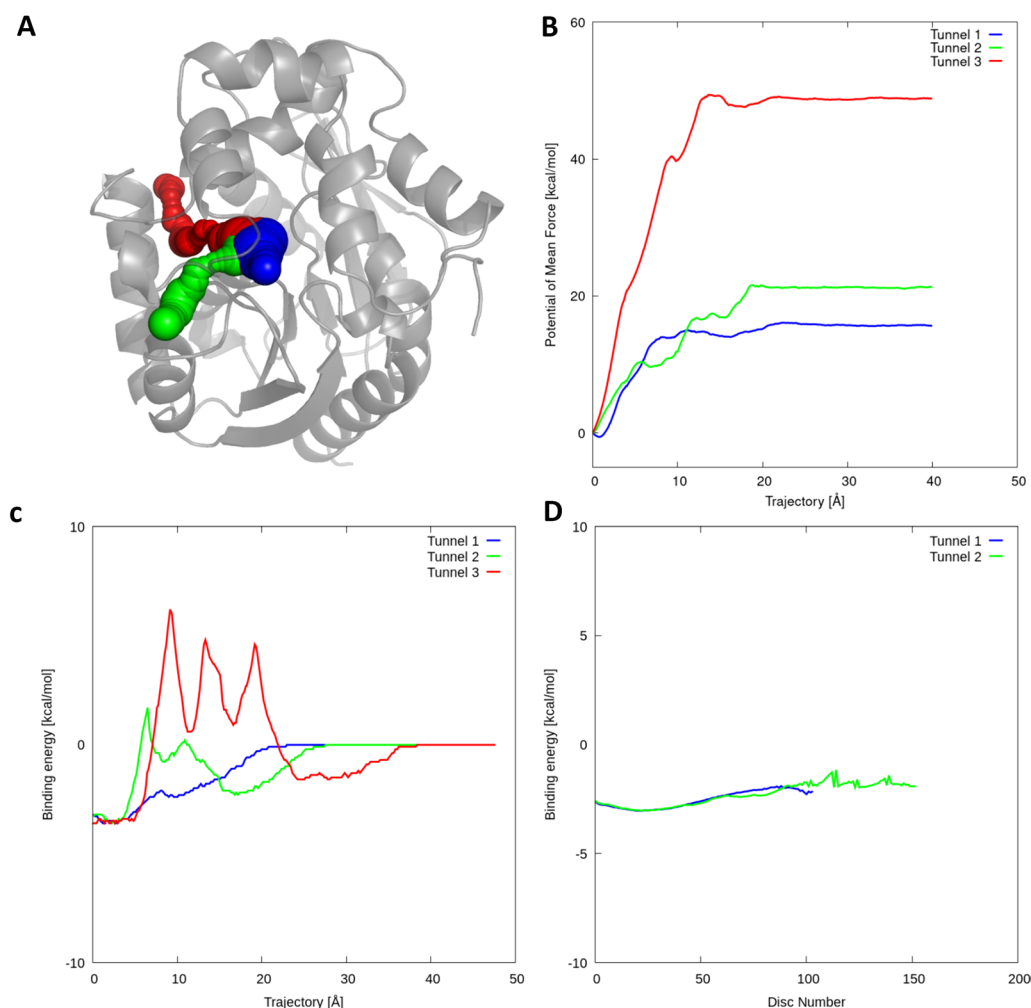 A
B
60
40
20
0
0
10
20
30
40
50
Potential of Mean Force [kcal/mol]
Trajectory [Å]
Tunnel 1
Tunnel 2
Tunnel 3
c
10
0
-10
0
10
20
30
40
50
Binding energy [kcal/mol]
Trajectory [Å]
Tunnel 1
Tunnel 2
Tunnel 3
D
10
5
0
-5
-10
0
50
100
150
200
Binding energy [kcal/mol]
Disc Number
Tunnel 1
Tunnel 2